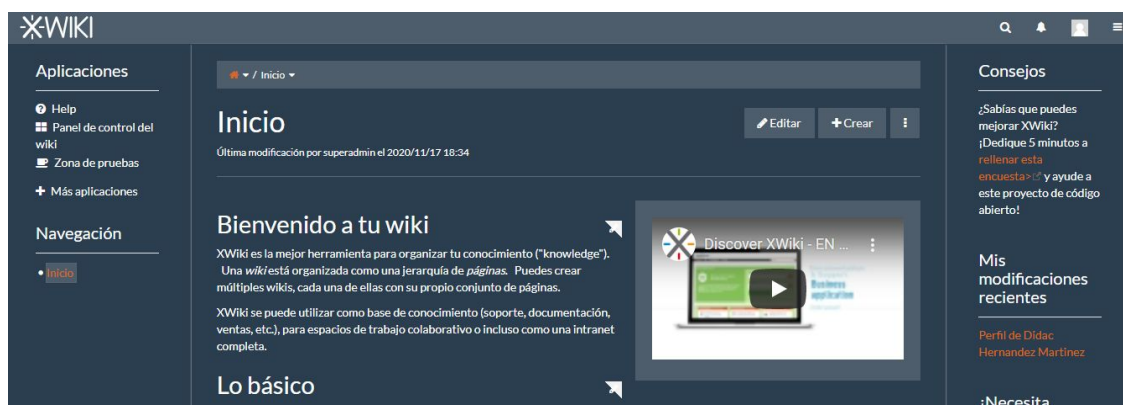 XWIKI
Aplicaciones
Help
Panel de control del
wiki
Zona de pruebas
Más aplicaciones
Navegación
Inicio
/ Inicio
Inicio
Editar
Crear
Última modificación por superadmin el 2020/11/17 18:34
Bienvenido a tu wiki
XWiki es la mejor herramienta para organizar tu conocimiento ("knowledge").
Una wiki está organizada como una jerarquía de páginas. Puedes crear
múltiples wikis, cada una de ellas con su propio conjunto de páginas.
XWiki se puede utilizar como base de conocimiento (soporte, documentación,
ventas, etc.), para espacios de trabajo colaborativo o incluso como una intranet
completa.
Lo básico
Discover XWiki - EN ...
Business
application
Consejos
¿Sabías que puedes
mejorar XWiki?
¡Dedique 5 minutos a
rellenar esta
encuesta> y ayude a
este proyecto de código
abierto!
Mis
modificaciones
recientes
Perfil de Didac
Hernandez Martinez
¿Necesita